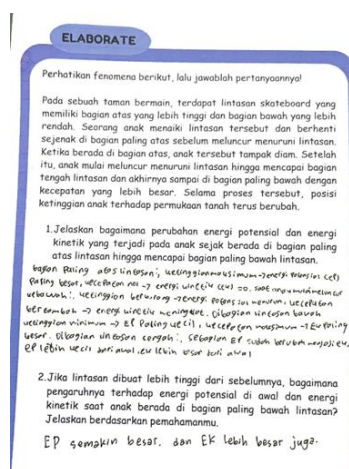 ELABORATE
Perhatikan fenomena berikut, lalu jawablah pertanyaannya!
Pada sebuah taman bermain, terdapat lintasan skateboard yang
memiliki bagian atas yang lebih tinggi dan bagian bawah yang lebih
rendah. Seorang anak menaiki lintasan tersebut dan berhenti
sejenak di bagian paling atas sebelum meluncur menuruni lintasan.
Ketika berada di bagian atas, anak tersebut tampak diam. Setelah
itu, anak mulai meluncur menuruni lintasan hingga mencapai bagian
tengah lintasan dan akhirnya sampai di bagian paling bawah dengan
kecepatan yang lebih besar. Selama proses tersebut, posisi
ketinggian anak terhadap permukaan tanah terus berubah.
1. Jelaskan bagaimana perubahan energi potensial dan energi
kinetik yang terjadi pada anak sejak berada di bagian paling
atas lintasan hingga mencapai bagian paling bawah lintasan.
bagian Paling atas lintasan; ketinggian maksimum → energi Potensial (EP)
Paling besar, kecepatan nol → energi kinetik (EK) = 0. saat anak mulai meluncur
kebawah; ketinggian berkurang → energi Potensial menurun, kecepatan
bertambah → energi kinetik meningkat. Dibagian lintasan bawah
ketinggian minimum → EP Paling kecil, kecepatan maksimum → EK Paling
besar. Dibagian lintasan tengah; sebagian EP sudah berubah menjadi EK,
EP lebih kecil dari awal, EK lebih besar dari awal
2. Jika lintasan dibuat lebih tinggi dari sebelumnya, bagaimana
pengaruhnya terhadap energi potensial di awal dan energi
kinetik saat anak berada di bagian paling bawah lintasan?
Jelaskan berdasarkan pemahamanmu.
EP semakin besar, dan EK lebih besar juga.